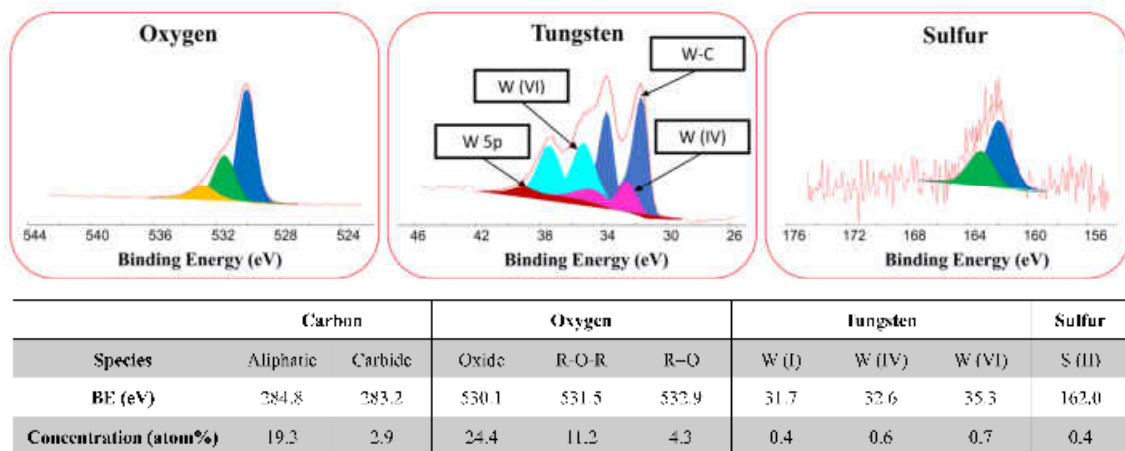 Oxygen Tungsten Sulfur
W-C
W (VI)
W 5p
W (IV)
544 540 536 532 528 524
46 42 38 34 30 26
176 172 168 164 160 156
Binding Energy (eV) Binding Energy (eV) Binding Energy (eV)
Carbon Oxygen Tungsten Sulfur
Species Aliphatic Carbide Oxide R-O-R R=O W (I) W (IV) W (VI) S (II)
BE (eV) 284.8 283.2 530.1 531.5 532.9 31.7 32.6 35.3 162.0
Concentration (atom%) 19.3 2.9 24.4 11.2 4.3 0.4 0.6 0.7 0.4